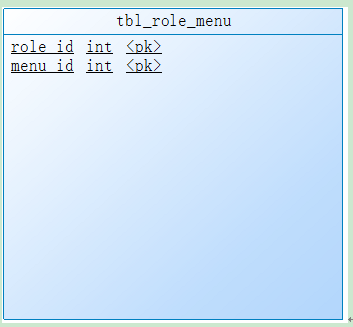 tbl_role_menu
role_id int <pk>
menu_id int <pk>